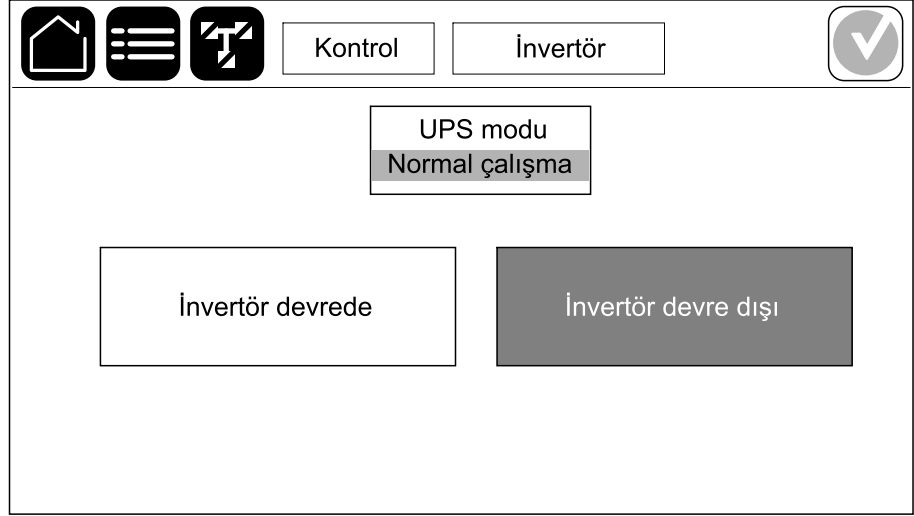 Kontrol
İnvertör
UPS modu
Normal çalışma
İnvertör devrede
İnvertör devre dışı